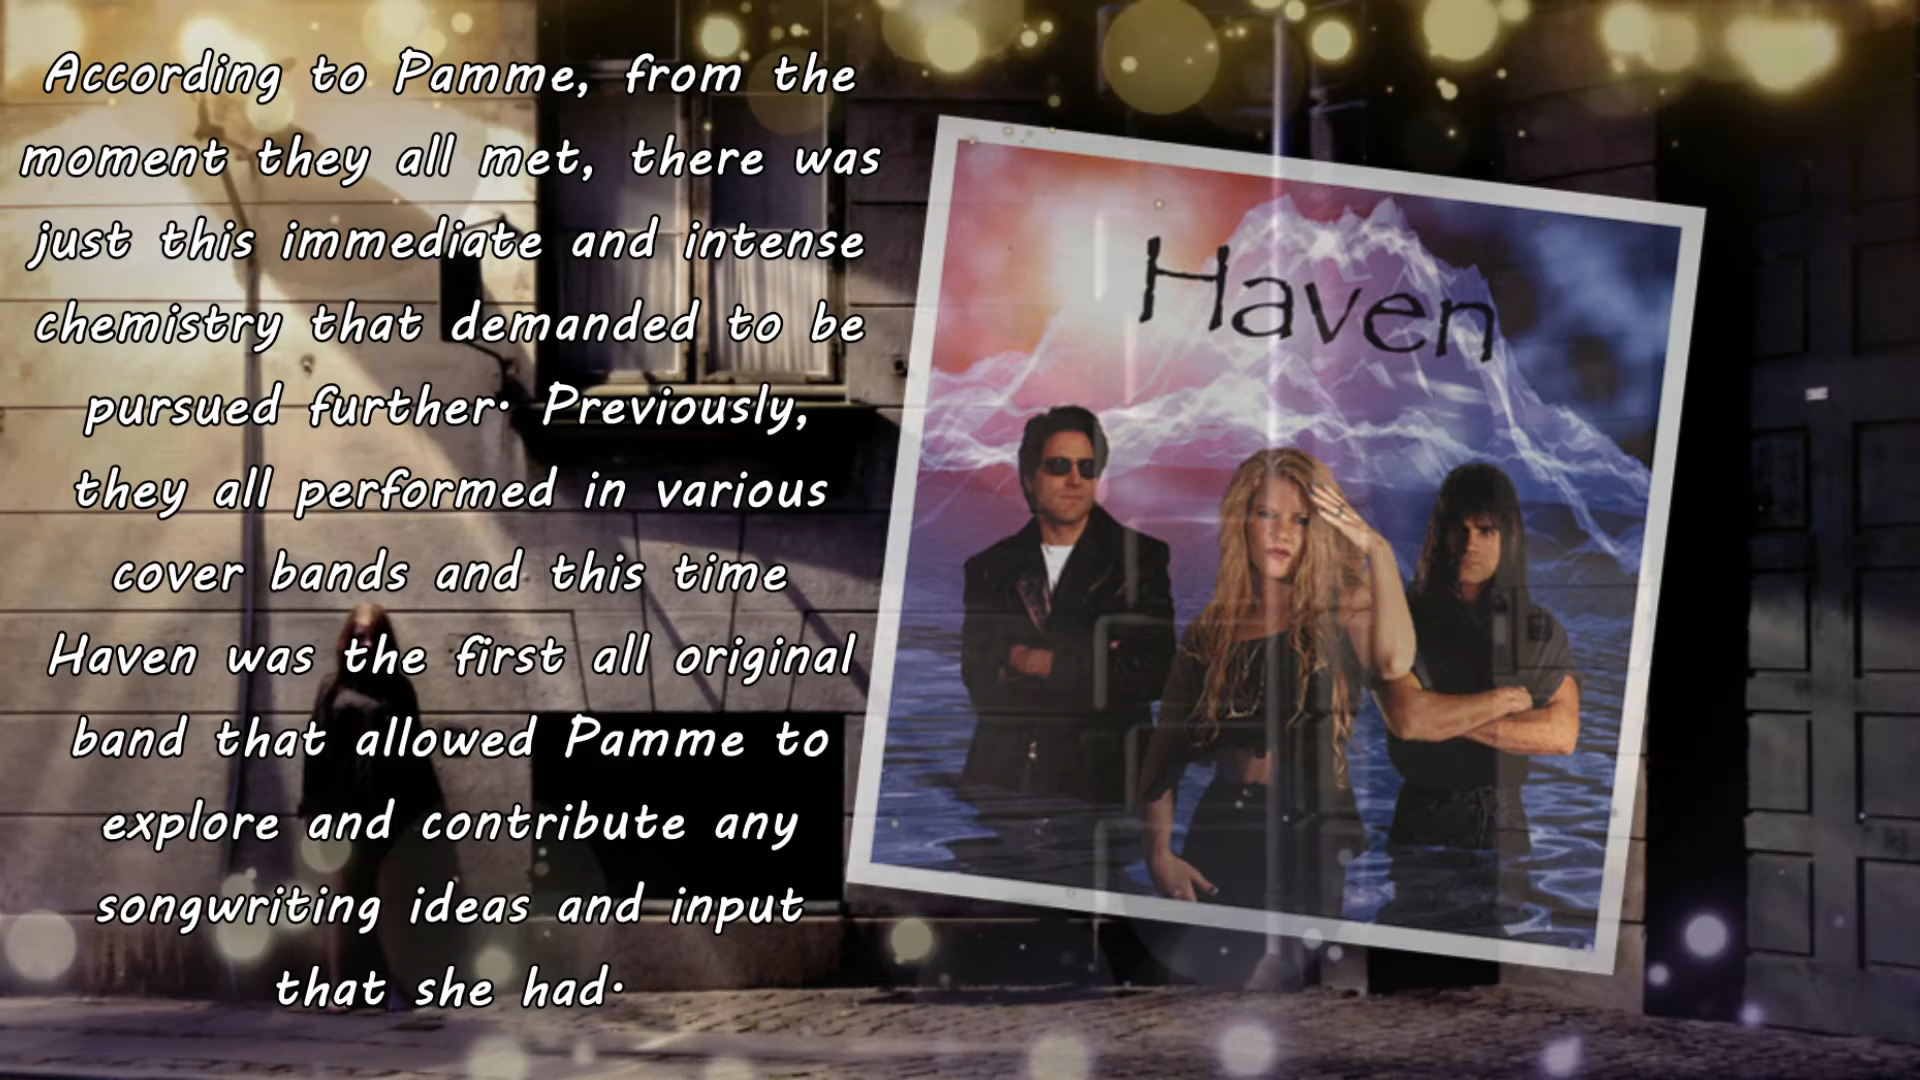 According to Pamme, from the
moment they all met, there was
just this immediate and intense
chemistry that demanded to be
pursued further. Previously,
they all performed in various
cover bands and this time
Haven was the first all original
band that allowed Pamme to
explore and contribute any
songwriting ideas and input
that she had.
Haven